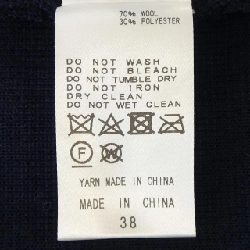 70% WOOL
30% POLYESTER
DO NOT WASH
DO NOT BLEACH
DO NOT TUMBLE DRY
DO NOT IRON
DRY CLEAN
DO NOT WET CLEAN
F W
YARN MADE IN CHINA
MADE IN CHINA
38